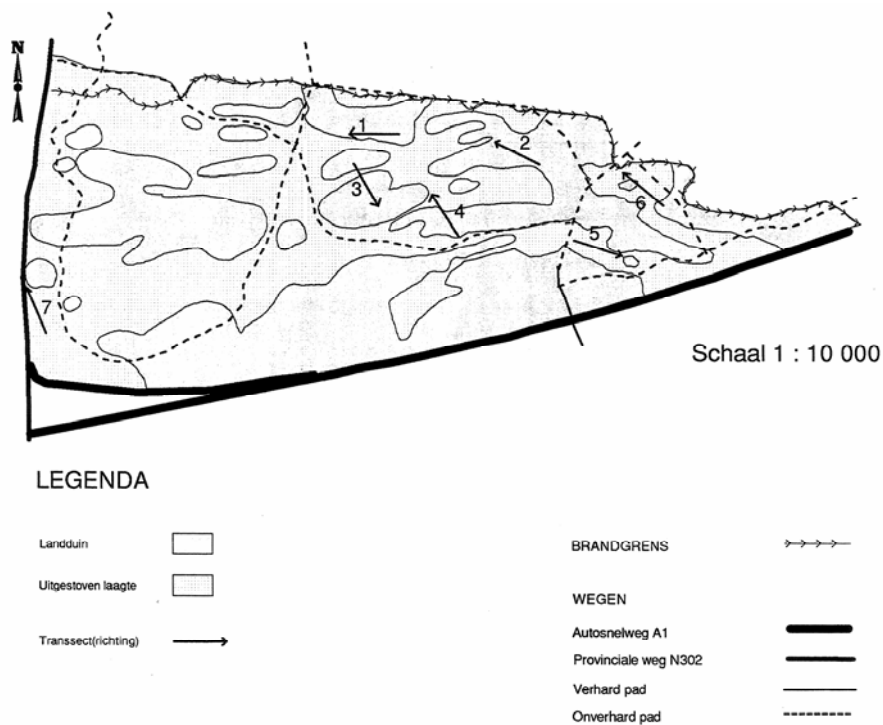 N
1
2
3
4
5
6
7
Schaal 1 : 10 000
LEGENDA
Landduin
Uitgestoven laagte
Transsect(richting)
BRANDGRENS
WEGEN
Autosnelweg A1
Provinciale weg N302
Verhard pad
Onverhard pad